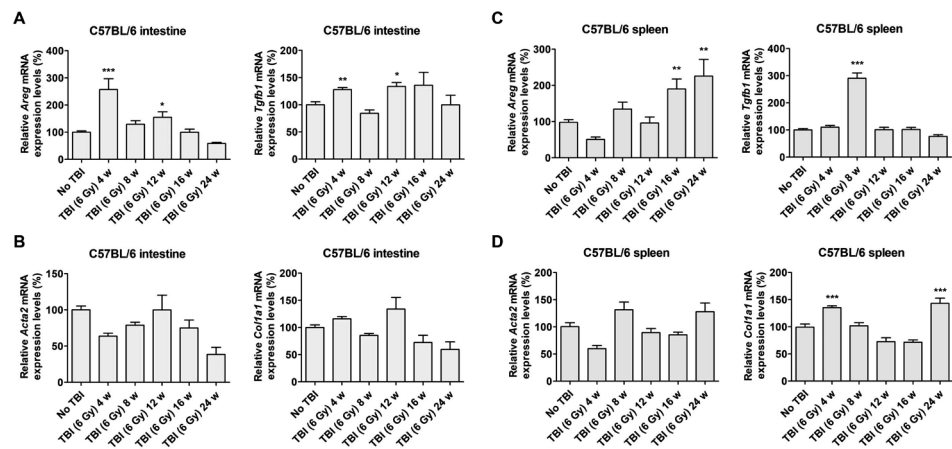 A
C57BL/6 intestine
Relative Areg mRNA
expression levels (%)
400
300
200
100
0
***
*
No TBI
TBI (6 Gy) 4 w
TBI (6 Gy) 8 w
TBI (6 Gy) 12 w
TBI (6 Gy) 16 w
TBI (6 Gy) 24 w
C57BL/6 intestine
Relative Tgfb1 mRNA
expression levels (%)
200
150
100
50
0
**
*
No TBI
TBI (6 Gy) 4 w
TBI (6 Gy) 8 w
TBI (6 Gy) 12 w
TBI (6 Gy) 16 w
TBI (6 Gy) 24 w
C
C57BL/6 spleen
Relative Areg mRNA
expression levels (%)
300
200
100
0
**
**
No TBI
TBI (6 Gy) 4 w
TBI (6 Gy) 8 w
TBI (6 Gy) 12 w
TBI (6 Gy) 16 w
TBI (6 Gy) 24 w
C57BL/6 spleen
Relative Tgfb1 mRNA
expression levels (%)
400
300
200
100
0
***
No TBI
TBI (6 Gy) 4 w
TBI (6 Gy) 8 w
TBI (6 Gy) 12 w
TBI (6 Gy) 16 w
TBI (6 Gy) 24 w
B
C57BL/6 intestine
Relative Acta2 mRNA
expression levels (%)
150
100
50
0
No TBI
TBI (6 Gy) 4 w
TBI (6 Gy) 8 w
TBI (6 Gy) 12 w
TBI (6 Gy) 16 w
TBI (6 Gy) 24 w
C57BL/6 intestine
Relative Col1a1 mRNA
expression levels (%)
200
150
100
50
0
No TBI
TBI (6 Gy) 4 w
TBI (6 Gy) 8 w
TBI (6 Gy) 12 w
TBI (6 Gy) 16 w
TBI (6 Gy) 24 w
D
C57BL/6 spleen
Relative Acta2 mRNA
expression levels (%)
200
150
100
50
0
No TBI
TBI (6 Gy) 4 w
TBI (6 Gy) 8 w
TBI (6 Gy) 12 w
TBI (6 Gy) 16 w
TBI (6 Gy) 24 w
C57BL/6 spleen
Relative Col1a1 mRNA
expression levels (%)
200
150
100
50
0
***
***
No TBI
TBI (6 Gy) 4 w
TBI (6 Gy) 8 w
TBI (6 Gy) 12 w
TBI (6 Gy) 16 w
TBI (6 Gy) 24 w